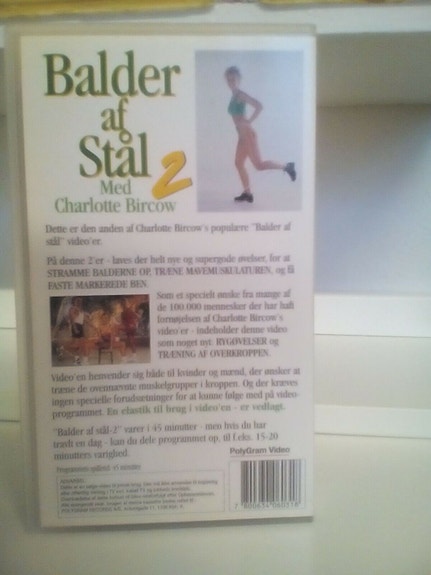 Balder
af
Stål 2
Med
Charlotte Bircow
Dette er den anden af Charlotte Bircow's populære "Balder af
stål" video'er.
På denne 2'er - laves der helt nye og supergode øvelser, for at
STRAMME BALDERNE OP, TRÆNE MAVEMUSKULATUREN, og få
FASTE MARKEREDE BEN.
Som et specielt ønske fra mange af
de 100.000 mennesker der har haft
fornøjelsen af Charlotte Bircow's
video'er - indeholder denne video
som noget nyt: RYGØVELSER og
TRÆNING AF OVERKROPPEN.
Video'en henvender sig både til kvinder og mænd, der ønsker at
træne de ovennævnte muskelgrupper i kroppen. Og der kræves
ingen specielle forudsætninger for at kunne følge med på video-
programmet. En elastik til brug i video'en - er vedlagt.
"Balder af stål-2" varer i 45 minutter - men hvis du har
travlt en dag - kan du dele programmet op, til f.eks. 15-20
minutters varighed.
PolyGram Video
Programmets spilletid: 45 minutter
7 800634 060318